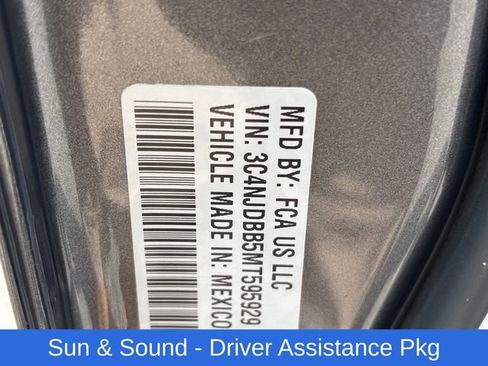 MFD BY: FCA US LLC
VIN: 3C4NJDBB5MT595929
VEHICLE MADE IN: MEXICO
Sun & Sound - Driver Assistance Pkg